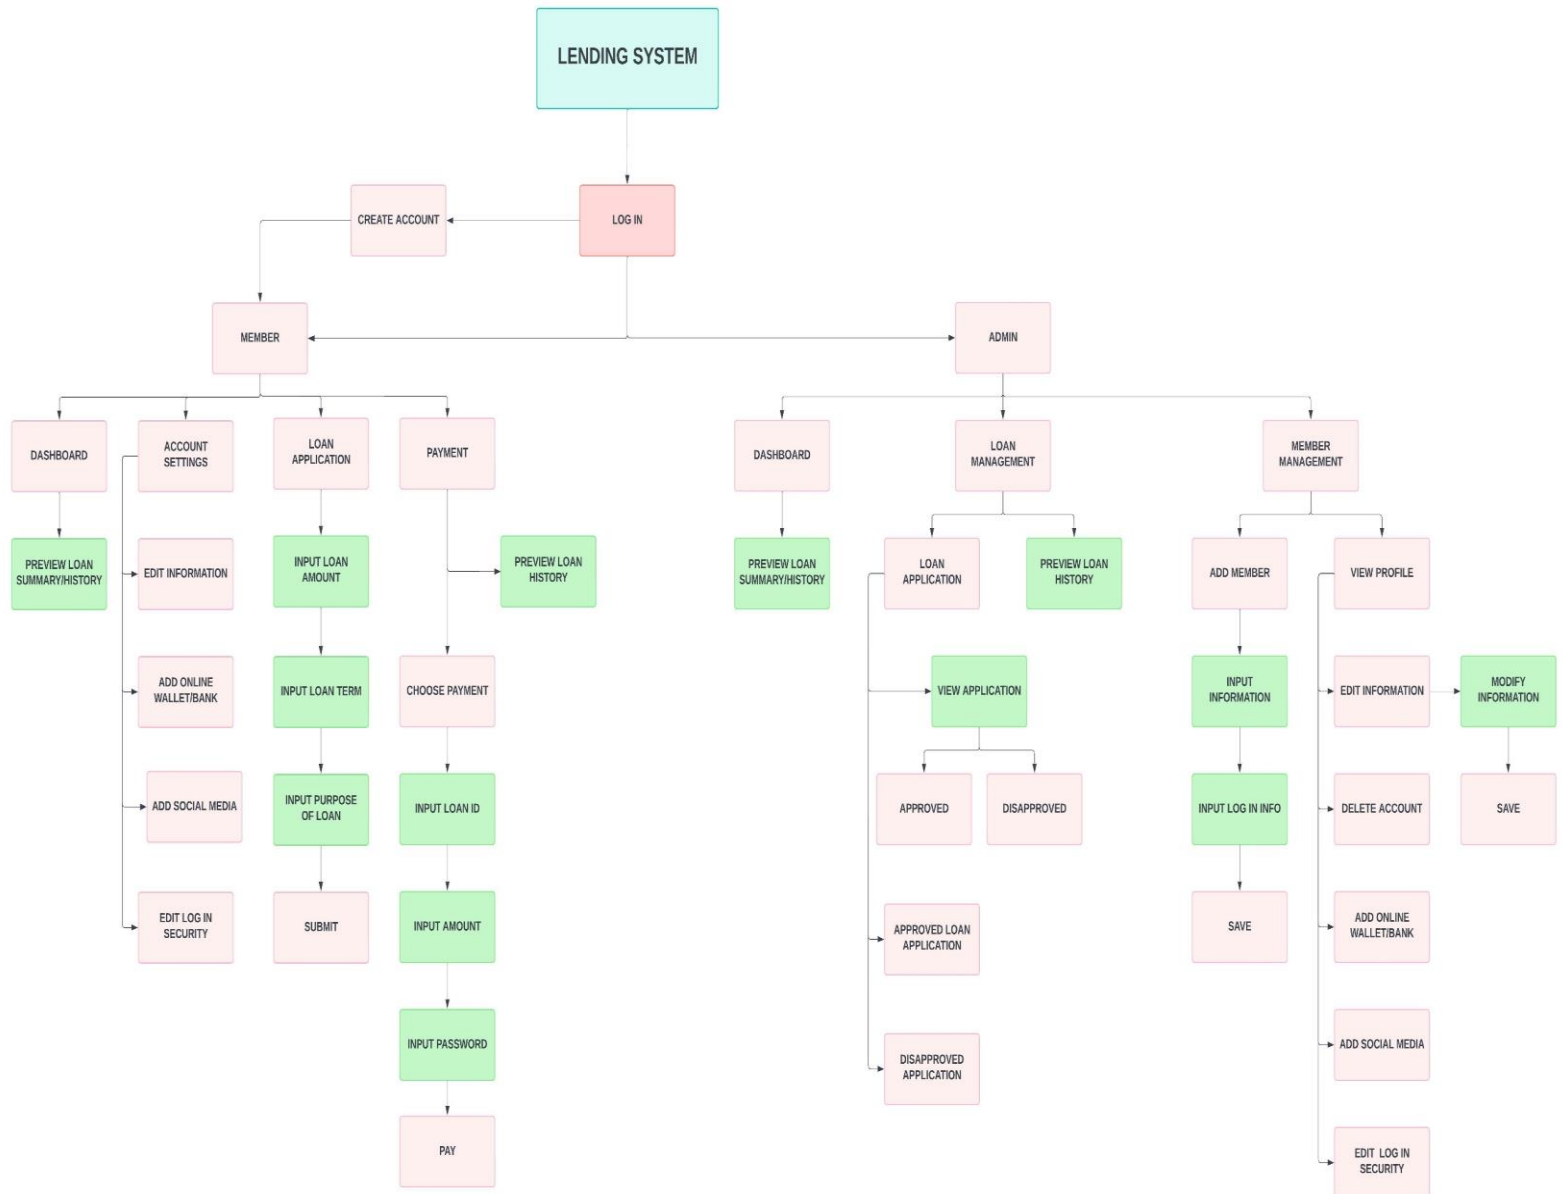 LENDING SYSTEM
CREATE ACCOUNT
LOG IN
MEMBER
ADMIN
DASHBOARD
ACCOUNT
SETTINGS
LOAN
APPLICATION
PAYMENT
DASHBOARD
LOAN
MANAGEMENT
MEMBER
MANAGEMENT
PREVIEW LOAN
SUMMARY/HISTORY
EDIT INFORMATION
INPUT LOAN
AMOUNT
PREVIEW LOAN
HISTORY
PREVIEW LOAN
SUMMARY/HISTORY
LOAN
APPLICATION
PREVIEW LOAN
HISTORY
ADD MEMBER
VIEW PROFILE
ADD ONLINE
WALLET/BANK
INPUT LOAN TERM
CHOOSE PAYMENT
VIEW APPLICATION
INPUT
INFORMATION
EDIT INFORMATION
MODIFY
INFORMATION
ADD SOCIAL MEDIA
INPUT PURPOSE
OF LOAN
INPUT LOAN ID
APPROVED
DISAPPROVED
INPUT LOG IN INFO
DELETE ACCOUNT
SAVE
EDIT LOG IN
SECURITY
SUBMIT
INPUT AMOUNT
APPROVED LOAN
APPLICATION
SAVE
ADD ONLINE
WALLET/BANK
INPUT PASSWORD
DISAPPROVED
APPLICATION
ADD SOCIAL MEDIA
PAY
EDIT LOG IN
SECURITY